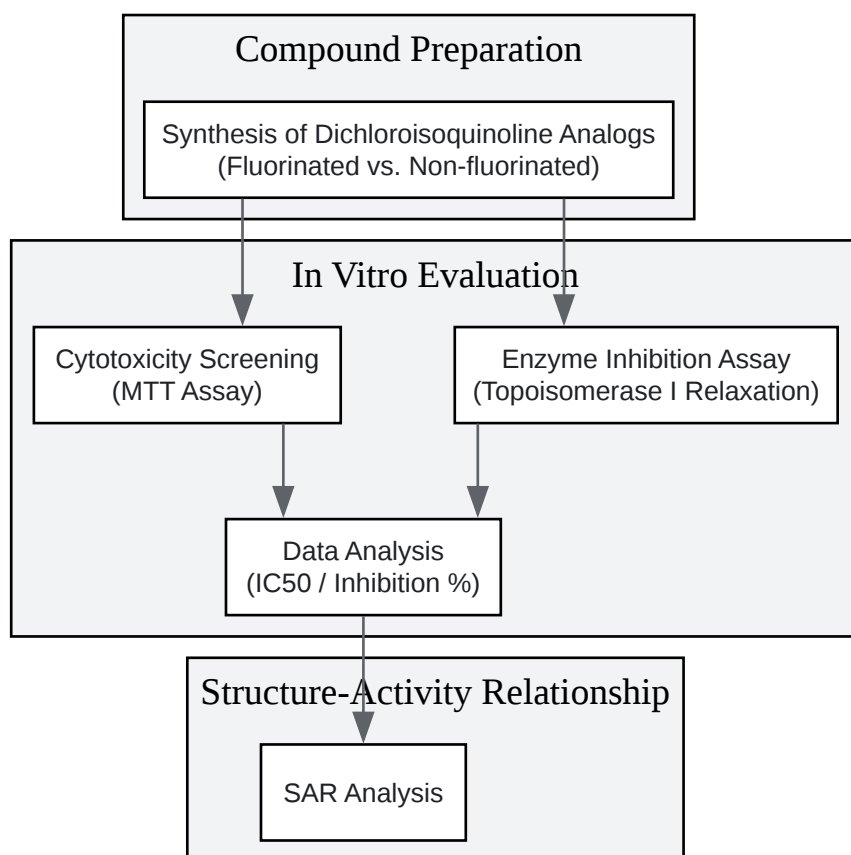 Compound Preparation
Synthesis of Dichloroisoquinoline Analogs
(Fluorinated vs. Non-fluorinated)
In Vitro Evaluation
Cytotoxicity Screening
(MTT Assay)
Enzyme Inhibition Assay
(Topoisomerase I Relaxation)
Data Analysis
(IC50 / Inhibition %)
Structure-Activity Relationship
SAR Analysis